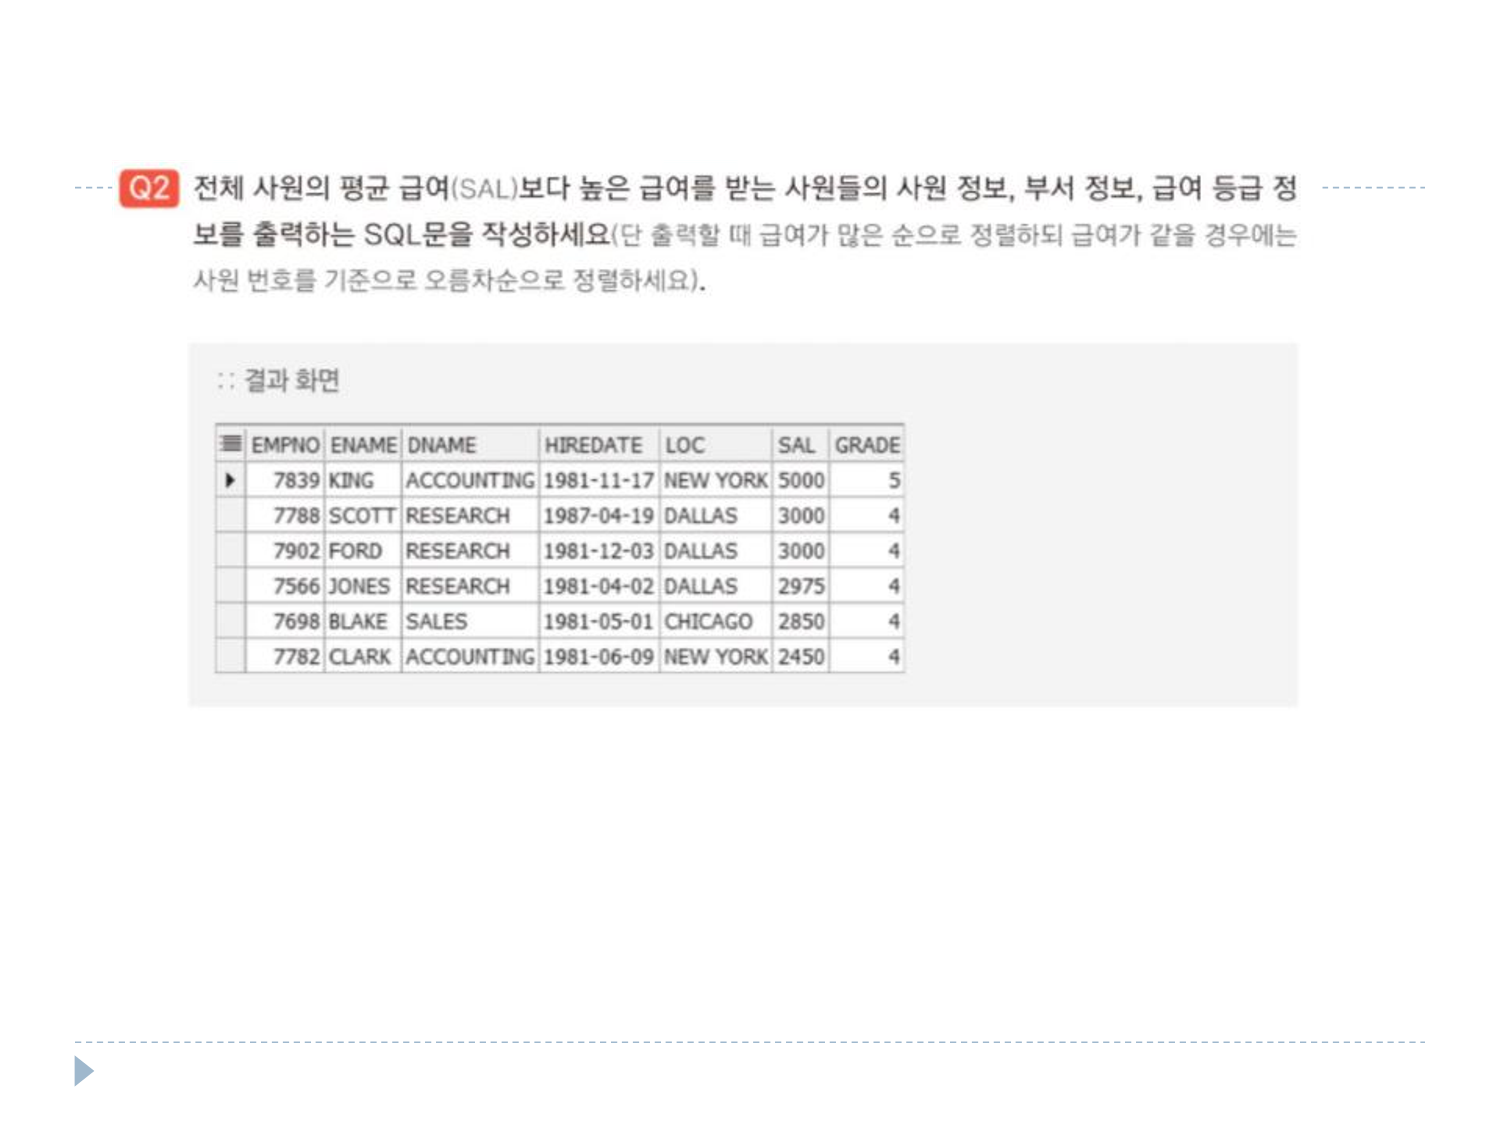 Q2 전체 사원의 평균 급여(SAL)보다 높은 급여를 받는 사원들의 사원 정보, 부서 정보, 급여 등급 정
보를 출력하는 SQL문을 작성하세요(단 출력할 때 급여가 많은 순으로 정렬하되 급여가 같을 경우에는
사원 번호를 기준으로 오름차순으로 정렬하세요).
:: 결과 화면
EMPNO ENAME DNAME HIREDATE LOC SAL GRADE
7839 KING ACCOUNTING 1981-11-17 NEW YORK 5000 5
7788 SCOTT RESEARCH 1987-04-19 DALLAS 3000 4
7902 FORD RESEARCH 1981-12-03 DALLAS 3000 4
7566 JONES RESEARCH 1981-04-02 DALLAS 2975 4
7698 BLAKE SALES 1981-05-01 CHICAGO 2850 4
7782 CLARK ACCOUNTING 1981-06-09 NEW YORK 2450 4